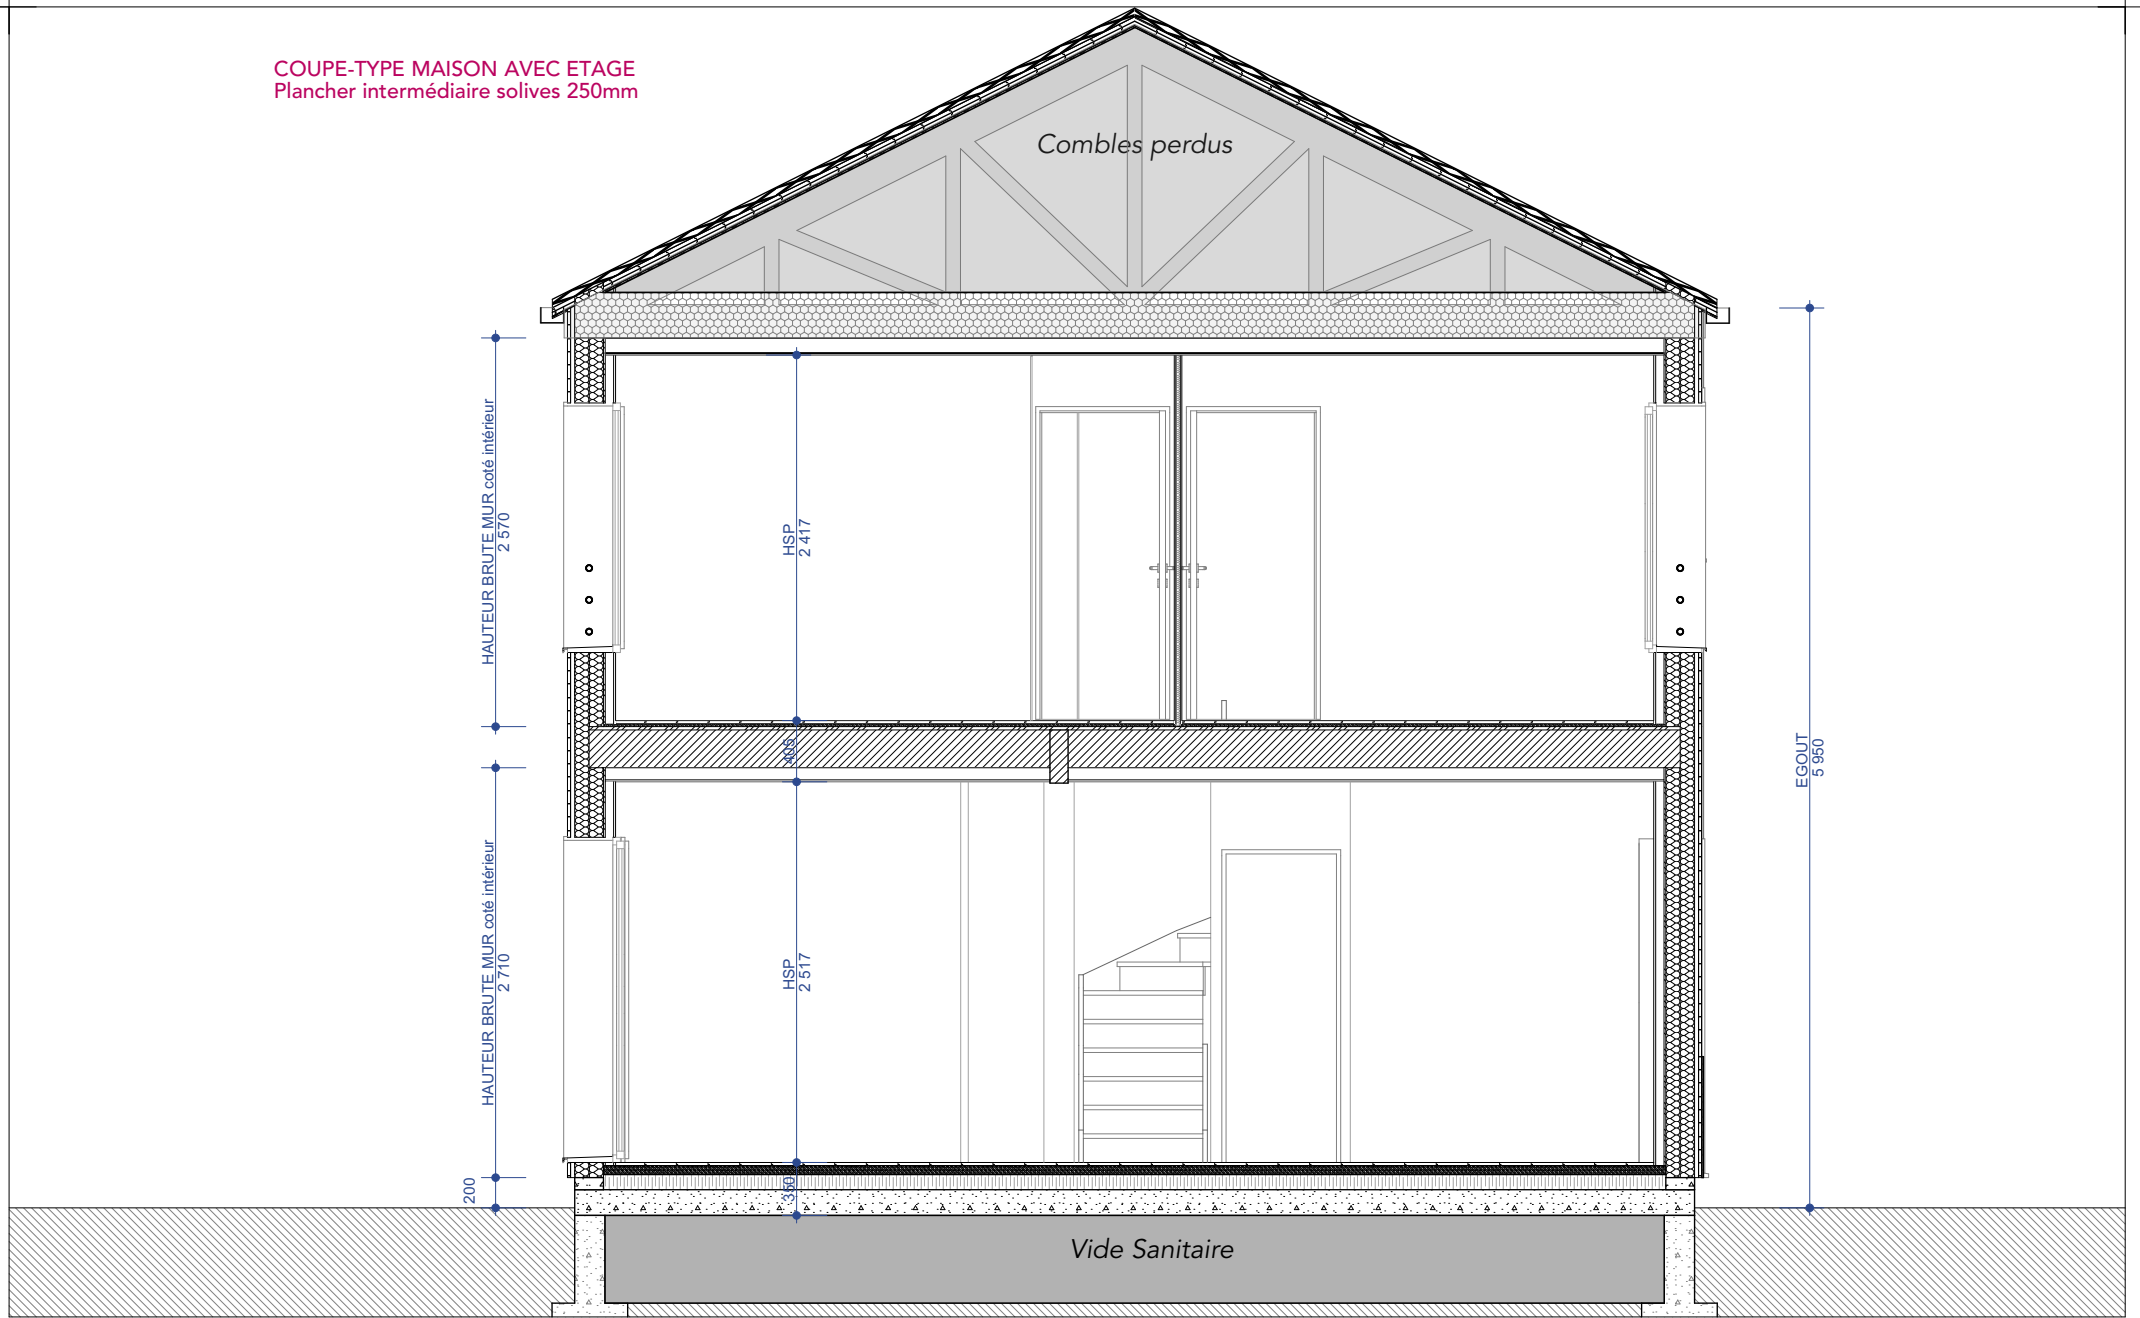 COUPE-TYPE MAISON AVEC ETAGE
Plancher intermédiaire solives 250mm
Combles perdus
HAUTEUR BRUTE MUR coté intérieur
2 570
HSP
2 417
405
EGOUT
5 950
HAUTEUR BRUTE MUR coté intérieur
2 710
HSP
2 517
200
350
Vide Sanitaire